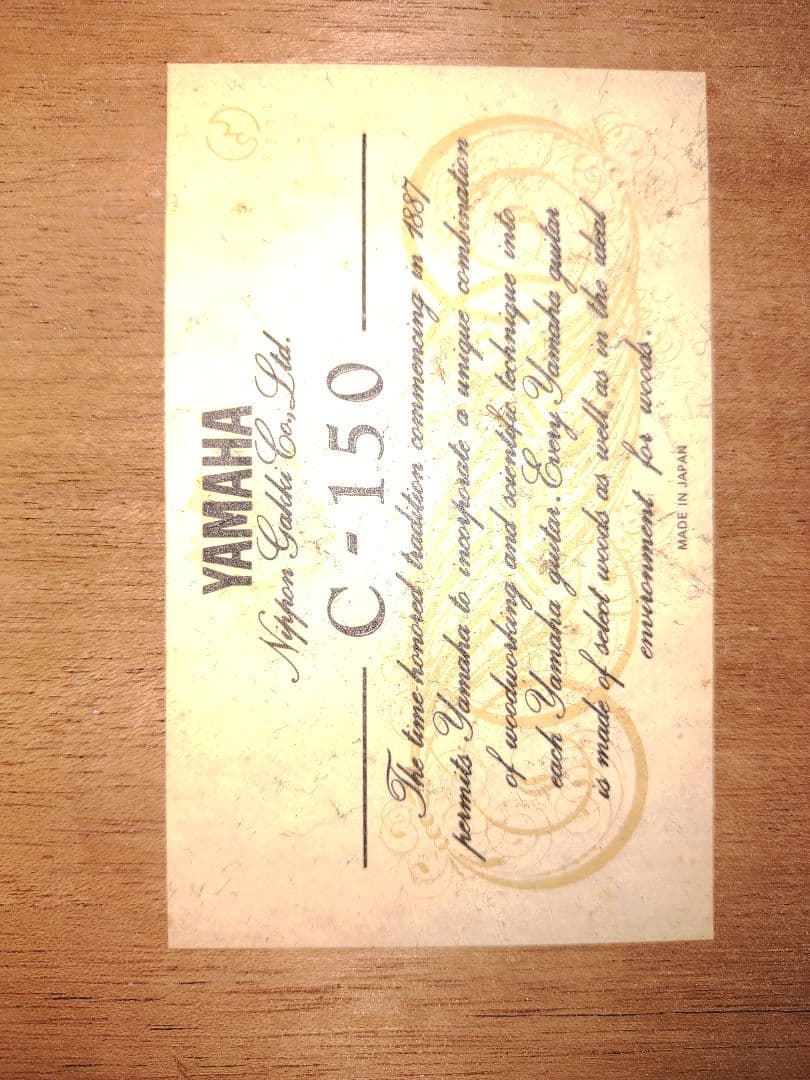 YAMAHA
Nippon Gakki Co., Ltd.
C-150
The time honored tradition commencing in 1887
permits Yamaha to incorporate a unique combination
of woodworking and scientific technique into
each Yamaha guitar. Every Yamaha guitar
is made of select woods as well as in the ideal
environment for woods.
MADE IN JAPAN